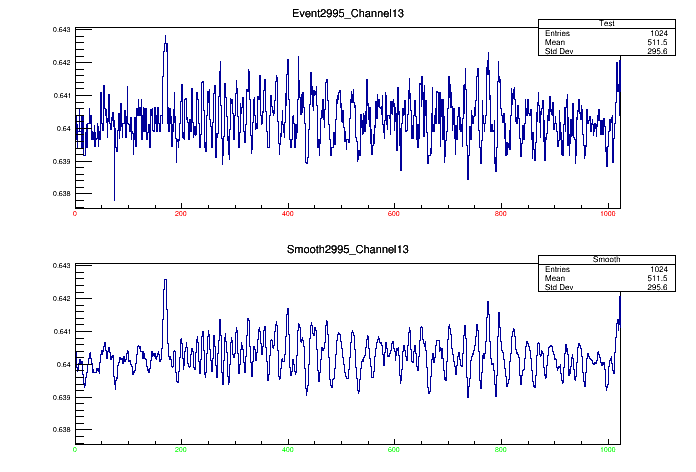 Event2995_Channel13
Test
Entries 1024
Mean 511.5
Std Dev 295.6
0.643
0.642
0.641
0.64
0.639
0.638
0 200 400 600 800 1000
Smooth2995_Channel13
Smooth
Entries 1024
Mean 511.5
Std Dev 295.6
0.643
0.642
0.641
0.64
0.639
0.638
0 200 400 600 800 1000